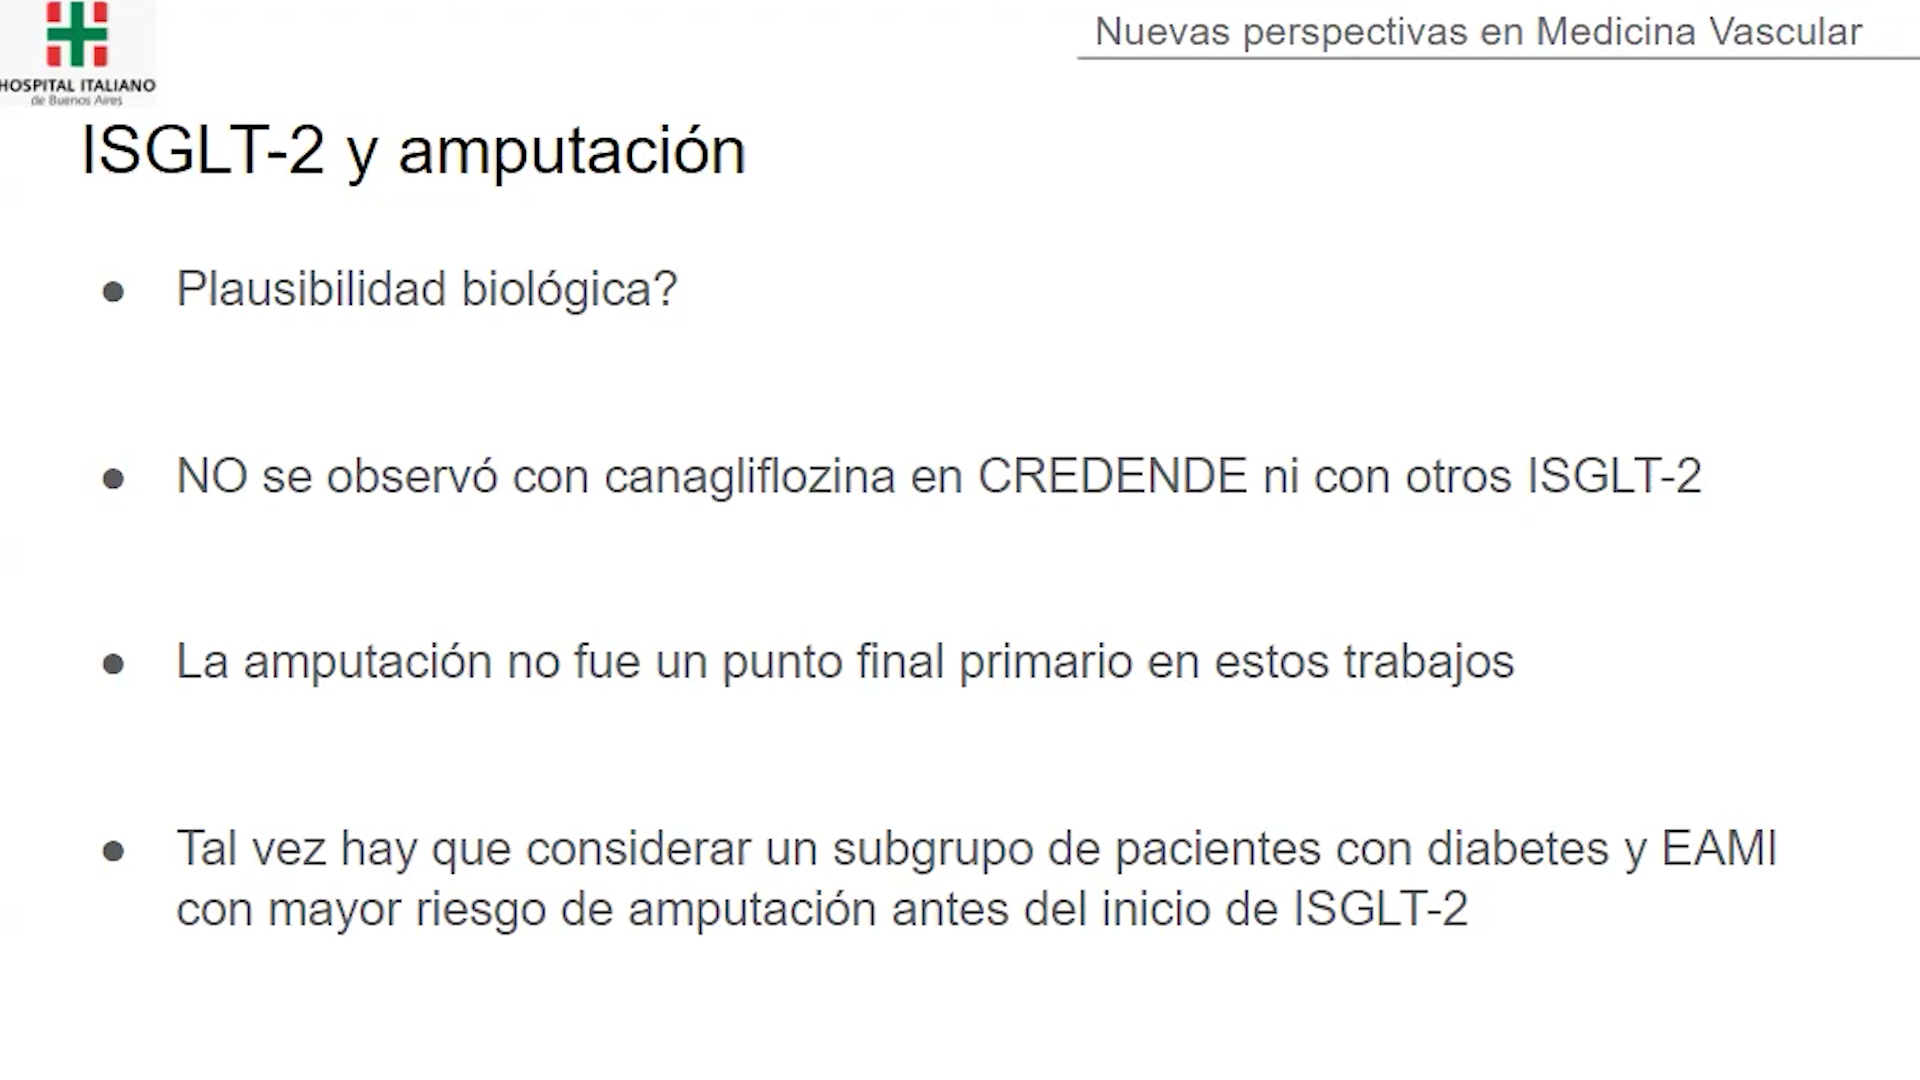 HOSPITAL ITALIANO
de Buenos Aires
Nuevas perspectivas en Medicina Vascular
ISGLT-2 y amputación
● Plausibilidad biológica?
● NO se observó con canagliflozina en CREDENDE ni con otros ISGLT-2
● La amputación no fue un punto final primario en estos trabajos
● Tal vez hay que considerar un subgrupo de pacientes con diabetes y EAMI
con mayor riesgo de amputación antes del inicio de ISGLT-2